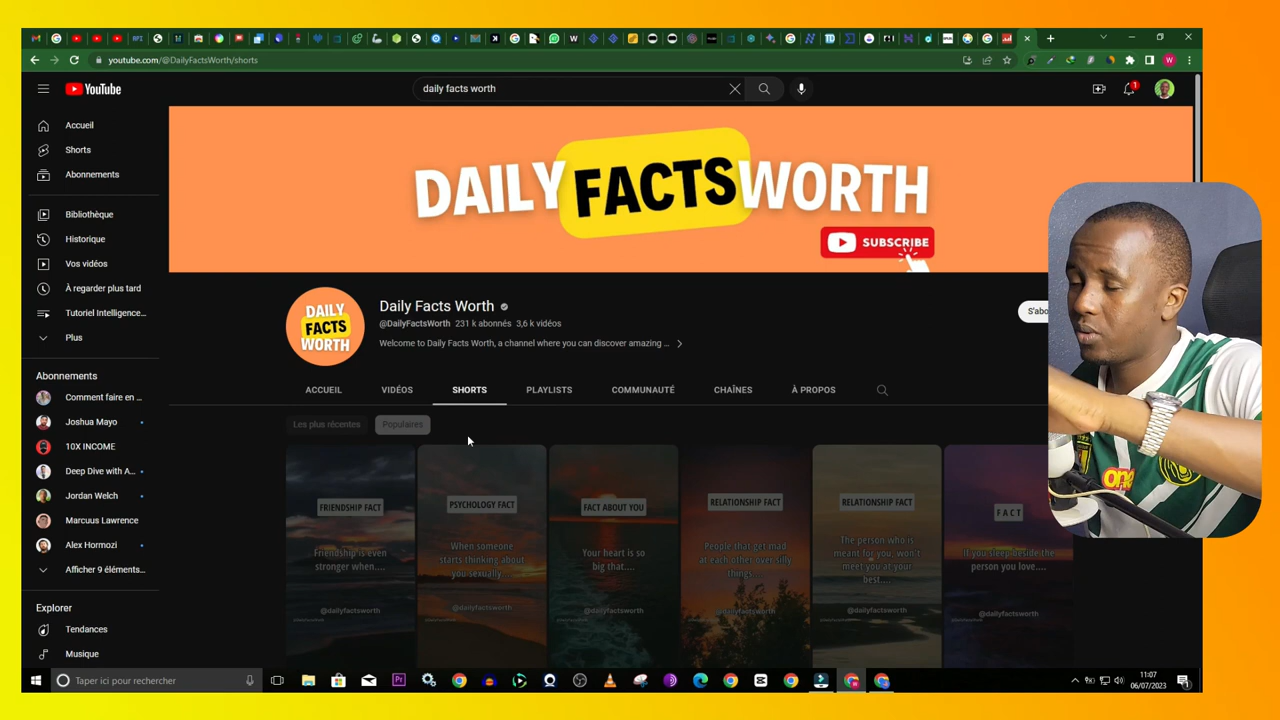 youtube.com/@DailyFactsWorth/shorts
YouTube
daily facts worth
1
Accueil
Shorts
Abonnements
Bibliothèque
Historique
Vos vidéos
À regarder plus tard
Tutoriel Intelligence...
Plus
Abonnements
Comment faire en ...
Joshua Mayo
10X INCOME
Deep Dive with A...
Jordan Welch
Marcuus Lawrence
Alex Hormozi
Afficher 9 éléments...
Explorer
Tendances
Musique
DAILY FACTS WORTH
SUBSCRIBE
DAILY
FACTS
WORTH
Daily Facts Worth
@DailyFactsWorth 231 k abonnés 3,6 k vidéos
Welcome to Daily Facts Worth, a channel where you can discover amazing ...
S'abo
ACCUEIL VIDÉOS SHORTS PLAYLISTS COMMUNAUTÉ CHAÎNES À PROPOS
Les plus récentes Populaires
FRIENDSHIP FACT
Friendship is even
stronger when....
@dailyfactsworth
PSYCHOLOGY FACT
When someone
starts thinking about
you sexually,
@dailyfactsworth
FACT ABOUT YOU
Your heart is so
big that....
@dailyfactsworth
RELATIONSHIP FACT
People that get mad
at each other over silly
things,
@dailyfactsworth
RELATIONSHIP FACT
The person who is
meant for you, won't
meet you at your
best....
@dailyfactsworth
FACT
If you sleep beside the
person you love....
@dailyfactsworth
Taper ici pour rechercher
11:07
06/07/2023